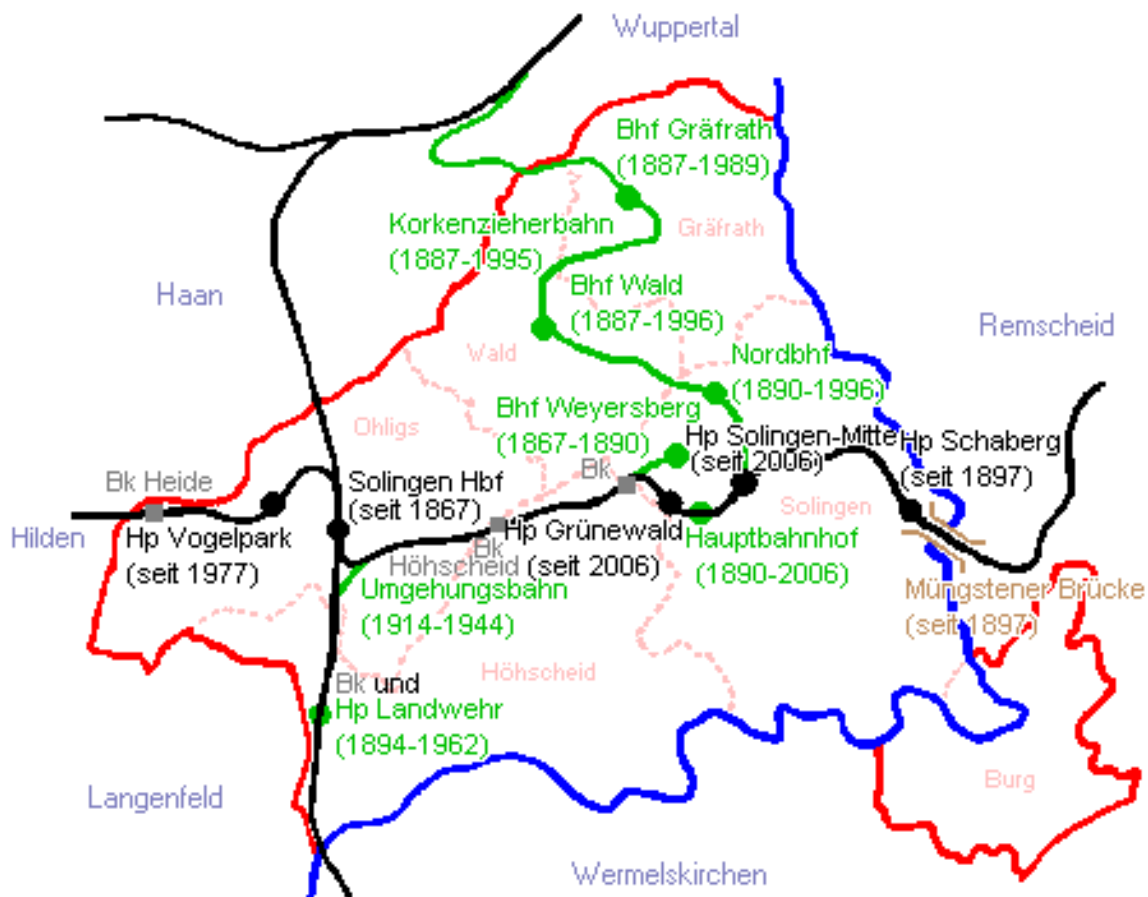 Wuppertal
Bhf Gräfrath
(1887-1989)
Korkenzieherbahn
(1887-1995)
Gräfrath
Haan
Bhf Wald
(1887-1996)
Remscheid
Wald
Nordbhf
(1890-1996)
Ohligs
Bhf Weyersberg
(1867-1890)
Hp Solingen-Mitte
(seit 2006)
Hp Schaberg
(seit 1897)
Bk Heide
Solingen Hbf
(seit 1867)
Bk
Solingen
Hilden
Hp Vogelpark
(seit 1977)
Hp Grünewald
(seit 2006)
Bk
Höhscheid
Hauptbahnhof
(1890-2006)
Umgehungsbahn
(1914-1944)
Müngstener Brücke
(seit 1897)
Höhscheid
Bk und
Hp Landwehr
(1894-1962)
Langenfeld
Burg
Wermelskirchen